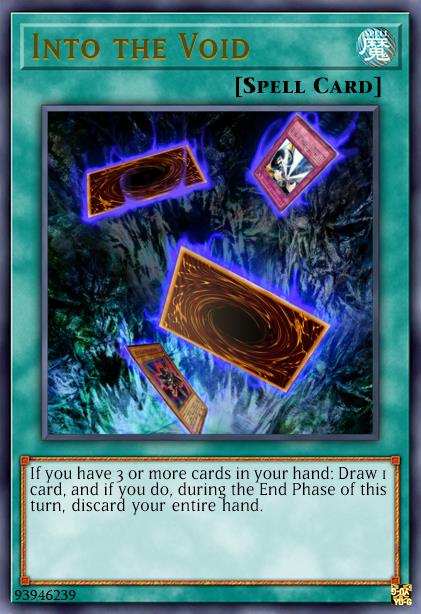 INTO THE VOID
SPELL
魔
[SPELL CARD]
If you have 3 or more cards in your hand: Draw 1
card, and if you do, during the End Phase of this
turn, discard your entire hand.
93946239